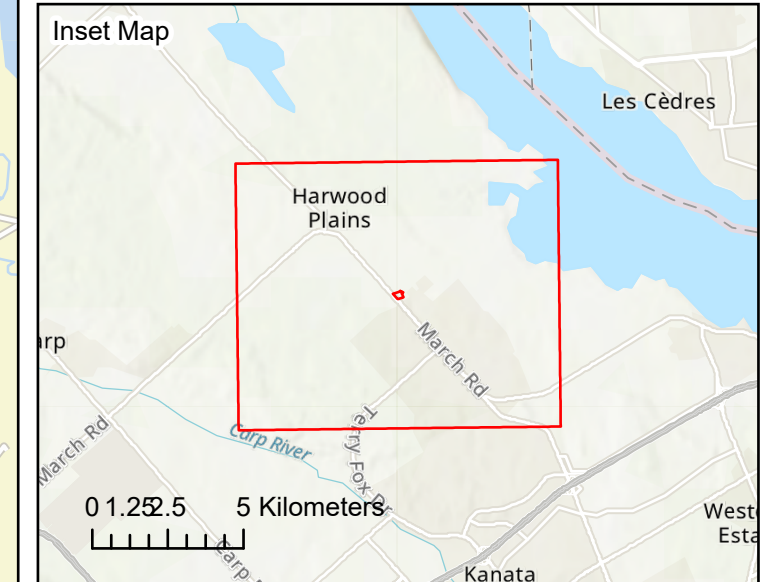 Inset Map
Les Cèdres
Harwood
Plains
arp
March Rd
March Rd
Terry Fox Dr
Carp River
0 1.25 2.5 5 Kilometers
Carp
West
Esta
Kanata